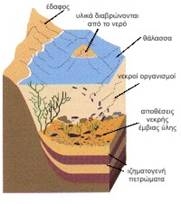 έδαφος
υλικά διαβρώνονται
από το νερό
θάλασσα
νεκροί οργανισμοί
αποθέσεις
νεκρής
έμβιας ύλης
ιζηματογενή
πετρώματα